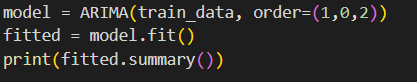 model = ARIMA(train_data, order=(1,0,2))
fitted = model.fit()
print(fitted.summary())